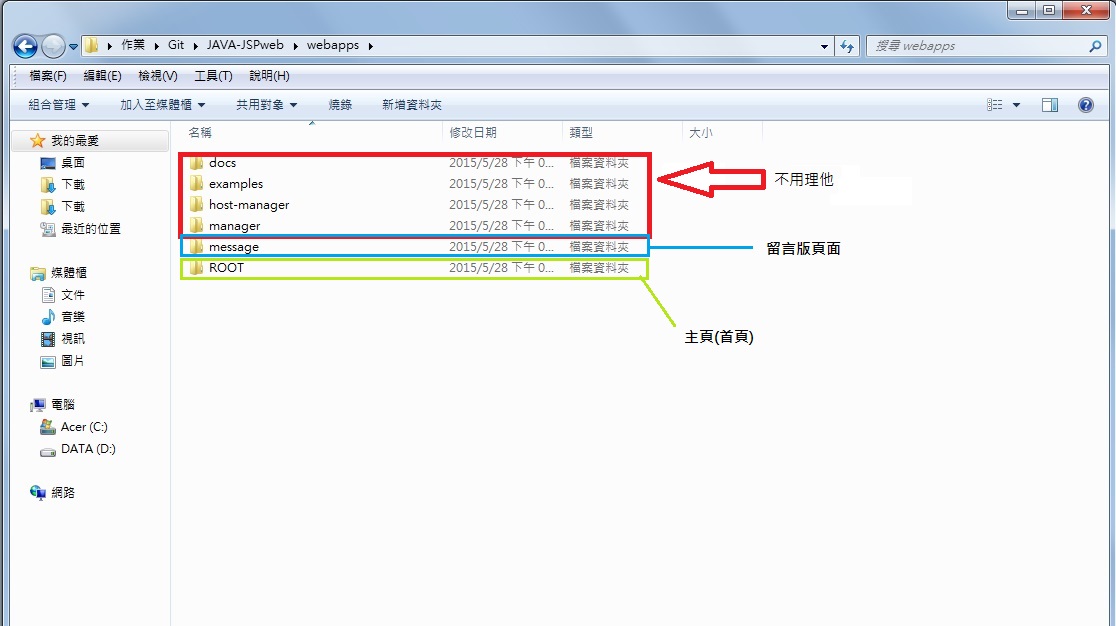 作業 Git JAVA-JSPweb webapps 搜尋 webapps
檔案(F) 編輯(E) 檢視(V) 工具(T) 說明(H)
組合管理 加入至媒體櫃 共用對象 燒錄 新增資料夾
名稱 修改日期 類型 大小
docs 2015/5/28 下午 0... 檔案資料夾
examples 2015/5/28 下午 0... 檔案資料夾
host-manager 2015/5/28 下午 0... 檔案資料夾
manager 2015/5/28 下午 0... 檔案資料夾
message 2015/5/28 下午 0... 檔案資料夾
ROOT 2015/5/28 下午 0... 檔案資料夾
不用理他
留言版頁面
主頁(首頁)
我的最愛
桌面
下載
下載
最近的位置
媒體櫃
文件
音樂
視訊
圖片
電腦
Acer (C:)
DATA (D:)
網路